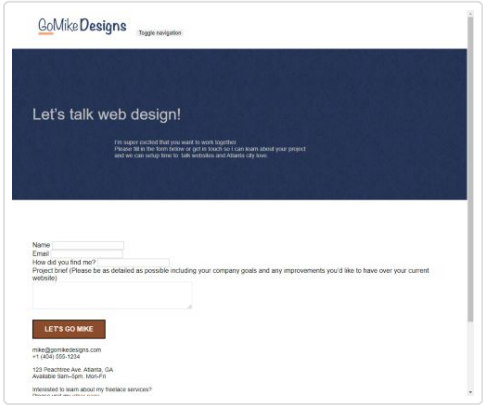 GoMike Designs
Toggle navigation
Let's talk web design!
I'm super excited that you want to work together.
Please fill in the form below or get in touch so I can learn about your project
and we can setup time to talk websites and Atlanta city love.
Name
Email
How did you find me?
Project brief (Please be as detailed as possible including your company goals and any improvements you'd like to have over your current
website)
LET'S GO MIKE
mike@gomikedesigns.com
+1 (404) 555-1234
123 Peachtree Ave. Atlanta, GA
Available 9am–5pm, Mon-Fri
Interested to learn about my freelace services?